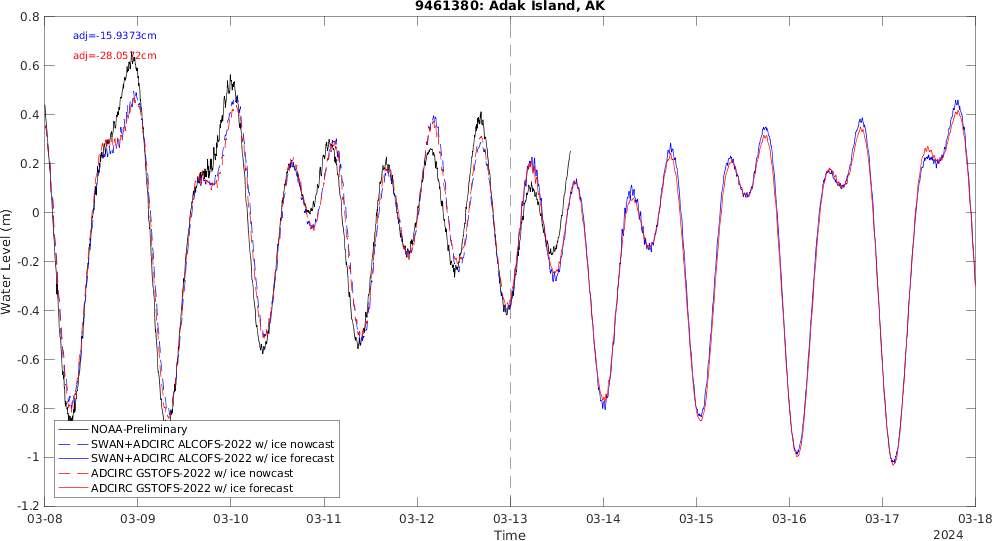 9461380: Adak Island, AK
adj=-15.9373cm
adj=-28.0572cm
0.8
0.6
0.4
0.2
0
-0.2
-0.4
-0.6
-0.8
-1
-1.2
Water Level (m)
NOAA-Preliminary
SWAN+ADCIRC ALCOFS-2022 w/ ice nowcast
SWAN+ADCIRC ALCOFS-2022 w/ ice forecast
ADCIRC GSTOFS-2022 w/ ice nowcast
ADCIRC GSTOFS-2022 w/ ice forecast
03-08 03-09 03-10 03-11 03-12 03-13 03-14 03-15 03-16 03-17 03-18
Time
2024